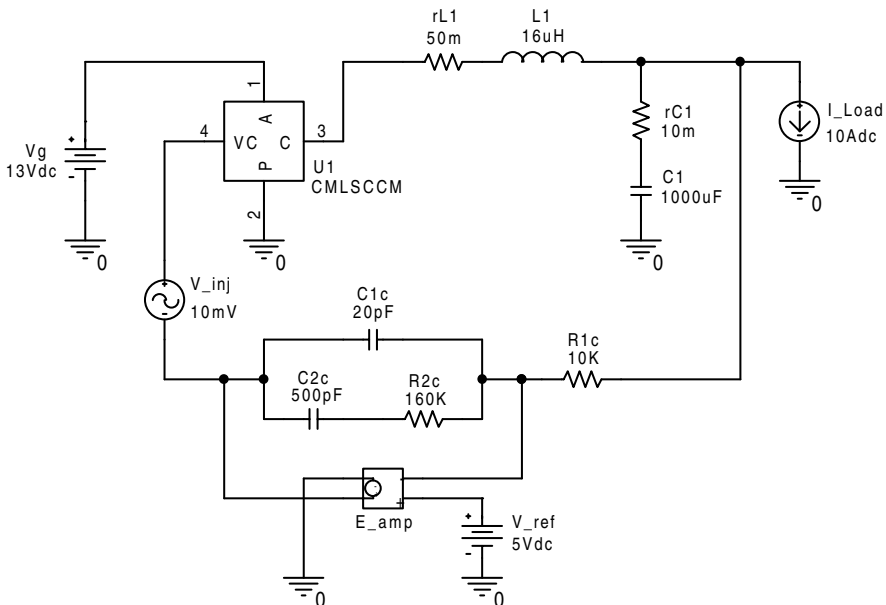 rL1
50m
L1
16uH
1
A
4
VC
C
3
P
2
U1
CMLSCCM
Vg
13Vdc
+
-
0
0
rC1
10m
C1
1000uF
0
I_Load
10Adc
+
-
0
V_inj
10mV
+
-
C1c
20pF
C2c
500pF
R2c
160K
R1c
10K
E_amp
-
+
V_ref
5Vdc
+
-
0
0